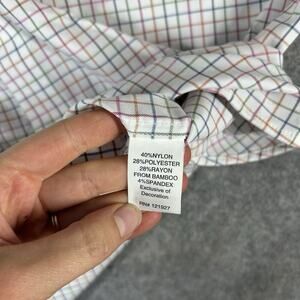 40%NYLON
28%POLYESTER
28%RAYON
FROM BAMBOO
4%SPANDEX
Exclusive of
Decoration
RN# 121927